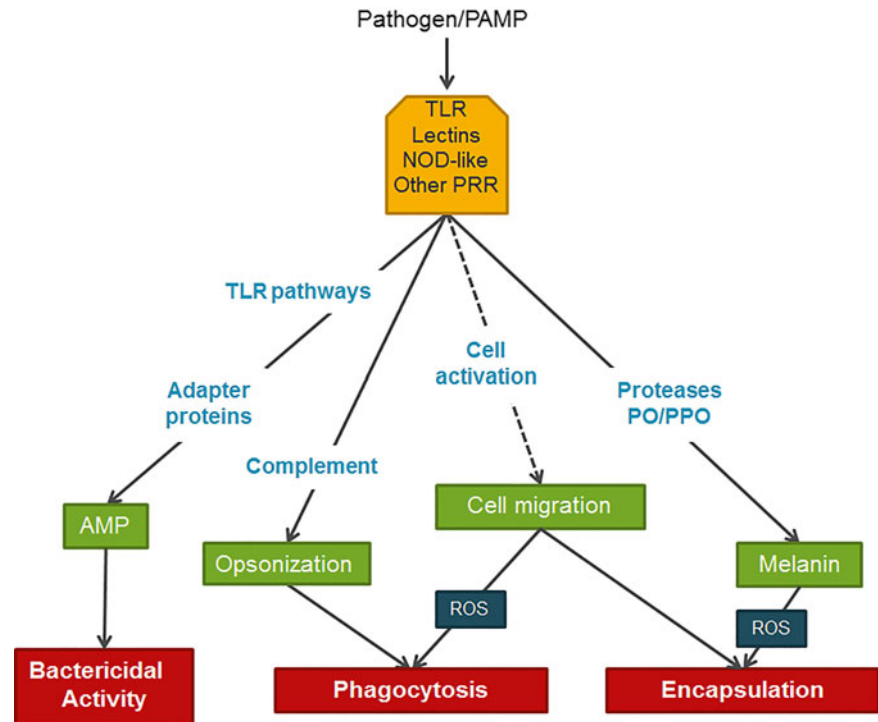 Pathogen/PAMP
TLR
Lectins
NOD-like
Other PRR
TLR pathways
Cell
activation
Adapter
proteins
Proteases
PO/PPO
Complement
AMP
Cell migration
Opsonization
Melanin
ROS
ROS
Bactericidal
Activity
Phagocytosis
Encapsulation